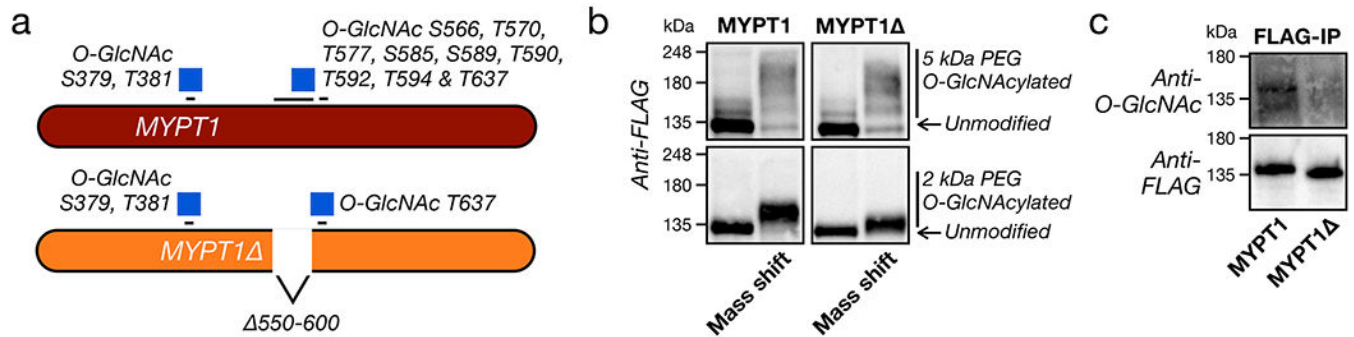 a
O-GlcNAc
S379, T381
O-GlcNAc S566, T570,
T577, S585, S589, T590,
T592, T594 & T637
MYPT1
O-GlcNAc
S379, T381
O-GlcNAc T637
MYPT1Δ
Δ550-600
b
kDa
MYPT1
MYPT1Δ
Anti-FLAG
248
180
135
5 kDa PEG
O-GlcNAcylated
Unmodified
248
180
135
2 kDa PEG
O-GlcNAcylated
Unmodified
Mass shift
Mass shift
c
kDa
FLAG-IP
Anti-
O-GlcNAc
180
135
Anti-
FLAG
180
135
MYPT1
MYPT1Δ